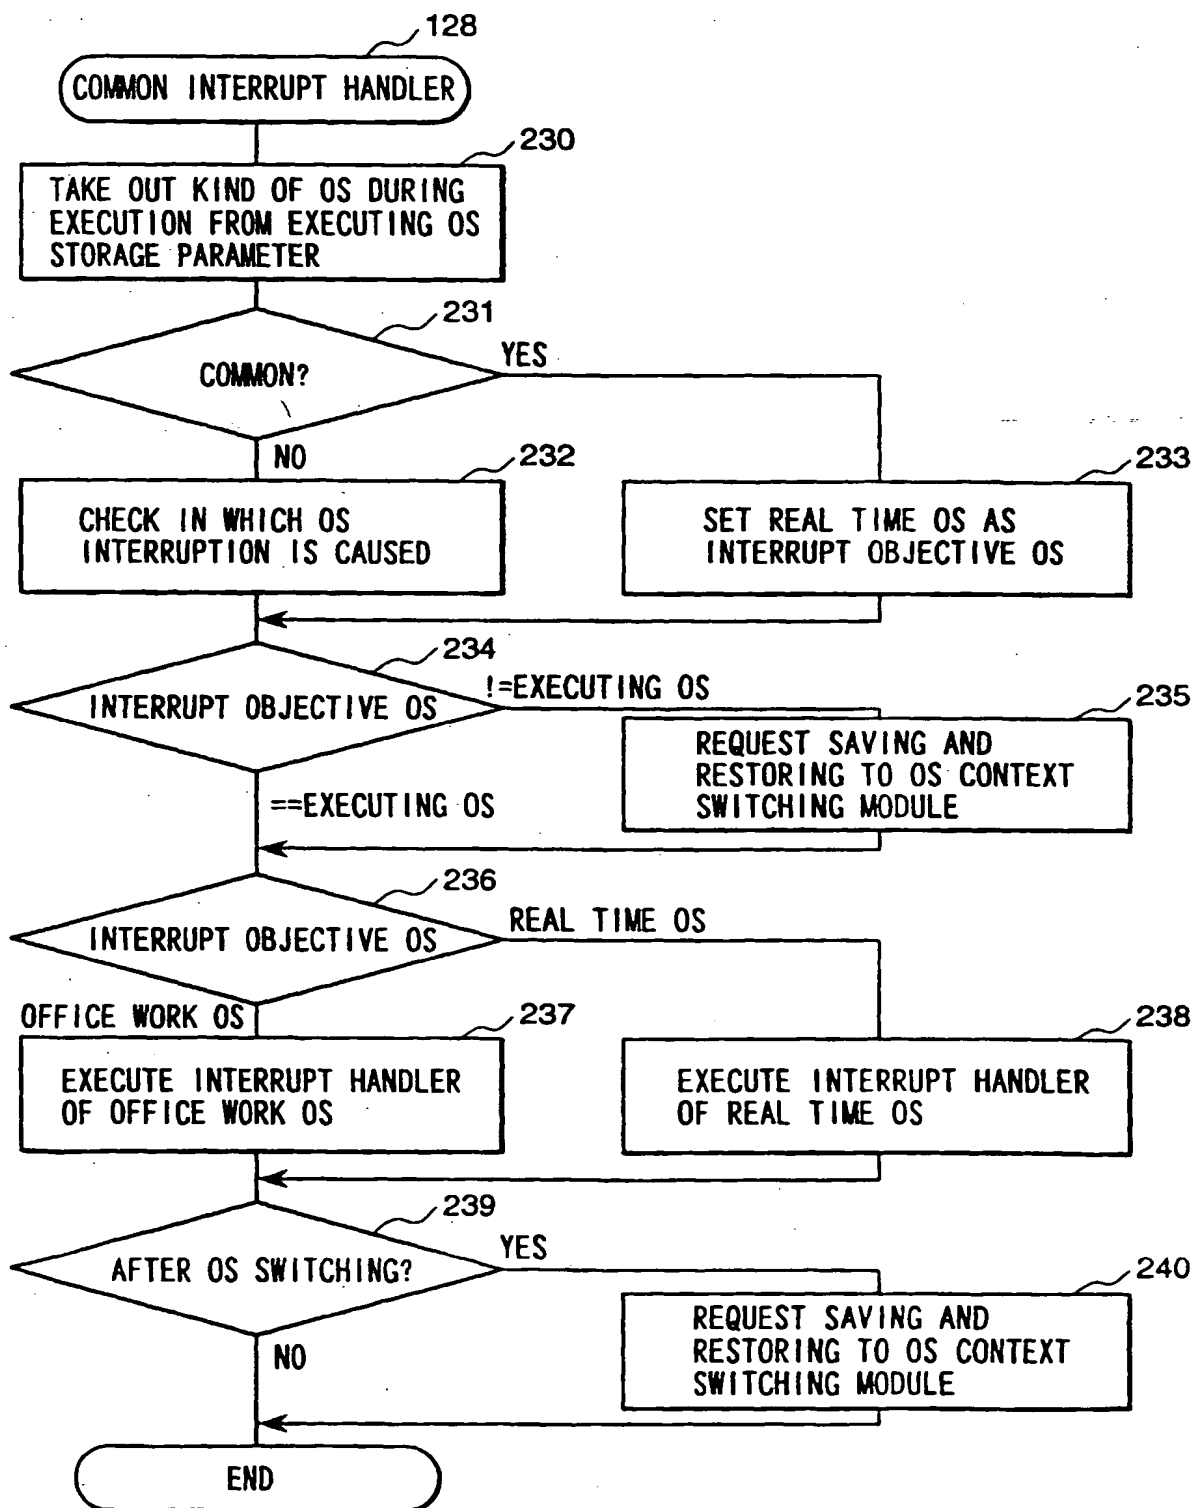 128
COMMON INTERRUPT HANDLER
230
TAKE OUT KIND OF OS DURING
EXECUTION FROM EXECUTING OS
STORAGE PARAMETER
231
COMMON?
YES
NO
232
CHECK IN WHICH OS
INTERRUPTION IS CAUSED
233
SET REAL TIME OS AS
INTERRUPT OBJECTIVE OS
234
INTERRUPT OBJECTIVE OS
!=EXECUTING OS
235
REQUEST SAVING AND
RESTORING TO OS CONTEXT
SWITCHING MODULE
==EXECUTING OS
236
INTERRUPT OBJECTIVE OS
REAL TIME OS
OFFICE WORK OS
237
EXECUTE INTERRUPT HANDLER
OF OFFICE WORK OS
238
EXECUTE INTERRUPT HANDLER
OF REAL TIME OS
239
AFTER OS SWITCHING?
YES
240
REQUEST SAVING AND
RESTORING TO OS CONTEXT
SWITCHING MODULE
NO
END